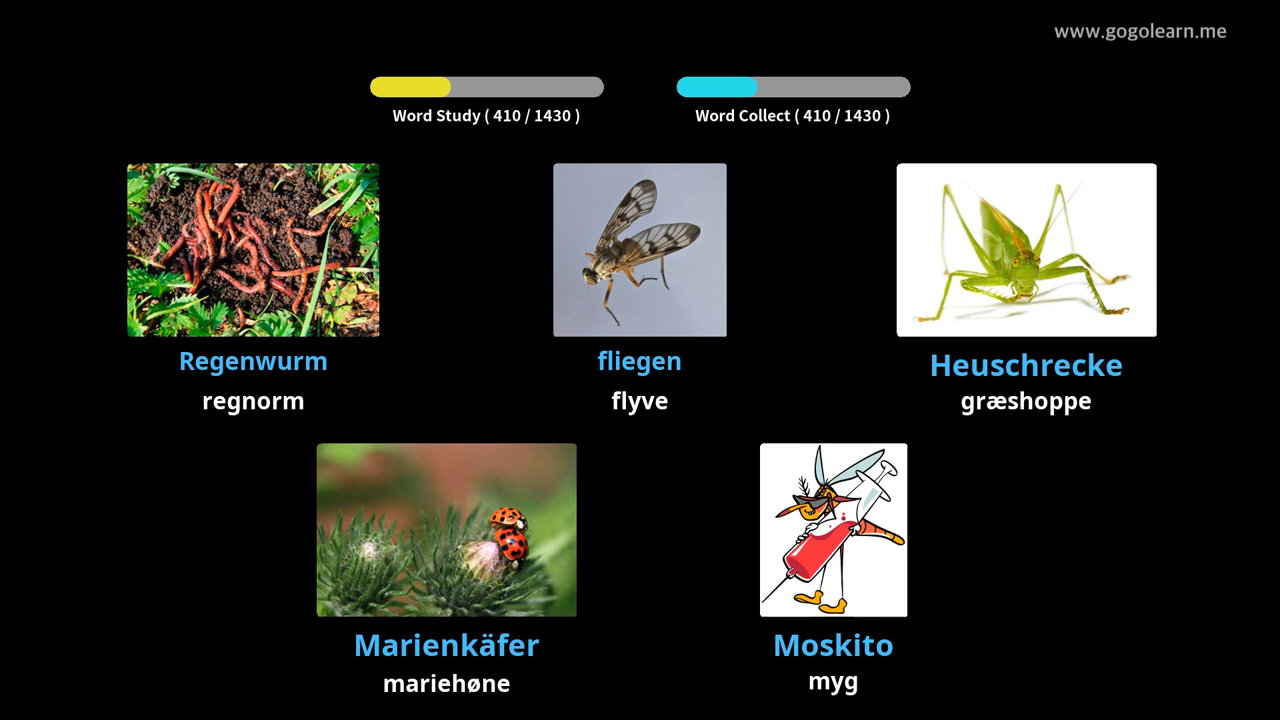 www.gogolearn.me
Word Study ( 410 / 1430 )
Word Collect ( 410 / 1430 )
Regenwurm
regnorm
fliegen
flyve
Heuschrecke
græshoppe
Marienkäfer
mariehøne
Moskito
myg